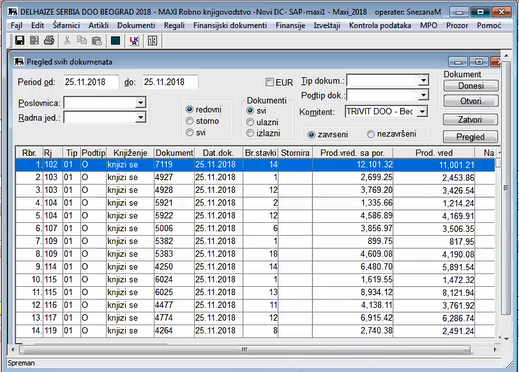 DELHAIZE SERBIA DOO BEOGRAD 2018 - MAXI Robno knjigovodstvo -Novi DC- SAP-maxi1 - Maxi_2018 operater: SnezanaM
Fajl Edit Šifarnici Artikli Dokumenti Regali Finansijski dokumenti Finansije Izveštaji Kontrola podataka MPO Prozor Pomoć
Pregled svih dokumenata
Period od: 25.11.2018 do: 25.11.2018 EUR Tip dokum.: Dokument
Podtip dok.: Donesi
Poslovnica: redovni Dokumenti svi Komitent: TRIVIT DOO - Beo Otvori
Radna jed.: storno ulazni Zatvori
svi izlazni zavrseni nezavršeni Pregled
Rbr. Rj Tip Podtip Knjiženje Dokument Dat.dok. Br.stavki Stornira Prod.vred. sa por. Prod. vred Na
1. 102 01 O knjizi se 7119 25.11.2018 14 12,101.32 11,001.21
2. 103 01 O knjizi se 4927 25.11.2018 1 2,699.25 2,453.86
3. 103 01 O knjizi se 4928 25.11.2018 12 3,769.20 3,426.54
4. 104 01 O knjizi se 5921 25.11.2018 2 1,335.66 1,214.24
5. 104 01 O knjizi se 5922 25.11.2018 12 4,586.89 4,169.91
6. 107 01 O knjizi se 5006 25.11.2018 6 3,856.97 3,506.35
7. 109 01 O knjizi se 5382 25.11.2018 1 899.75 817.95
8. 109 01 O knjizi se 5383 25.11.2018 18 4,609.08 4,190.08
9. 114 01 O knjizi se 4250 25.11.2018 14 6,480.70 5,891.54
10. 115 01 O knjizi se 6024 25.11.2018 1 1,619.55 1,472.32
11. 115 01 O knjizi se 6025 25.11.2018 13 8,934.12 8,121.94
12. 116 01 O knjizi se 4477 25.11.2018 11 4,138.11 3,761.92
13. 117 01 O knjizi se 4774 25.11.2018 12 6,915.42 6,286.74
14. 119 01 O knjizi se 4264 25.11.2018 8 2,740.38 2,491.24
Spreman